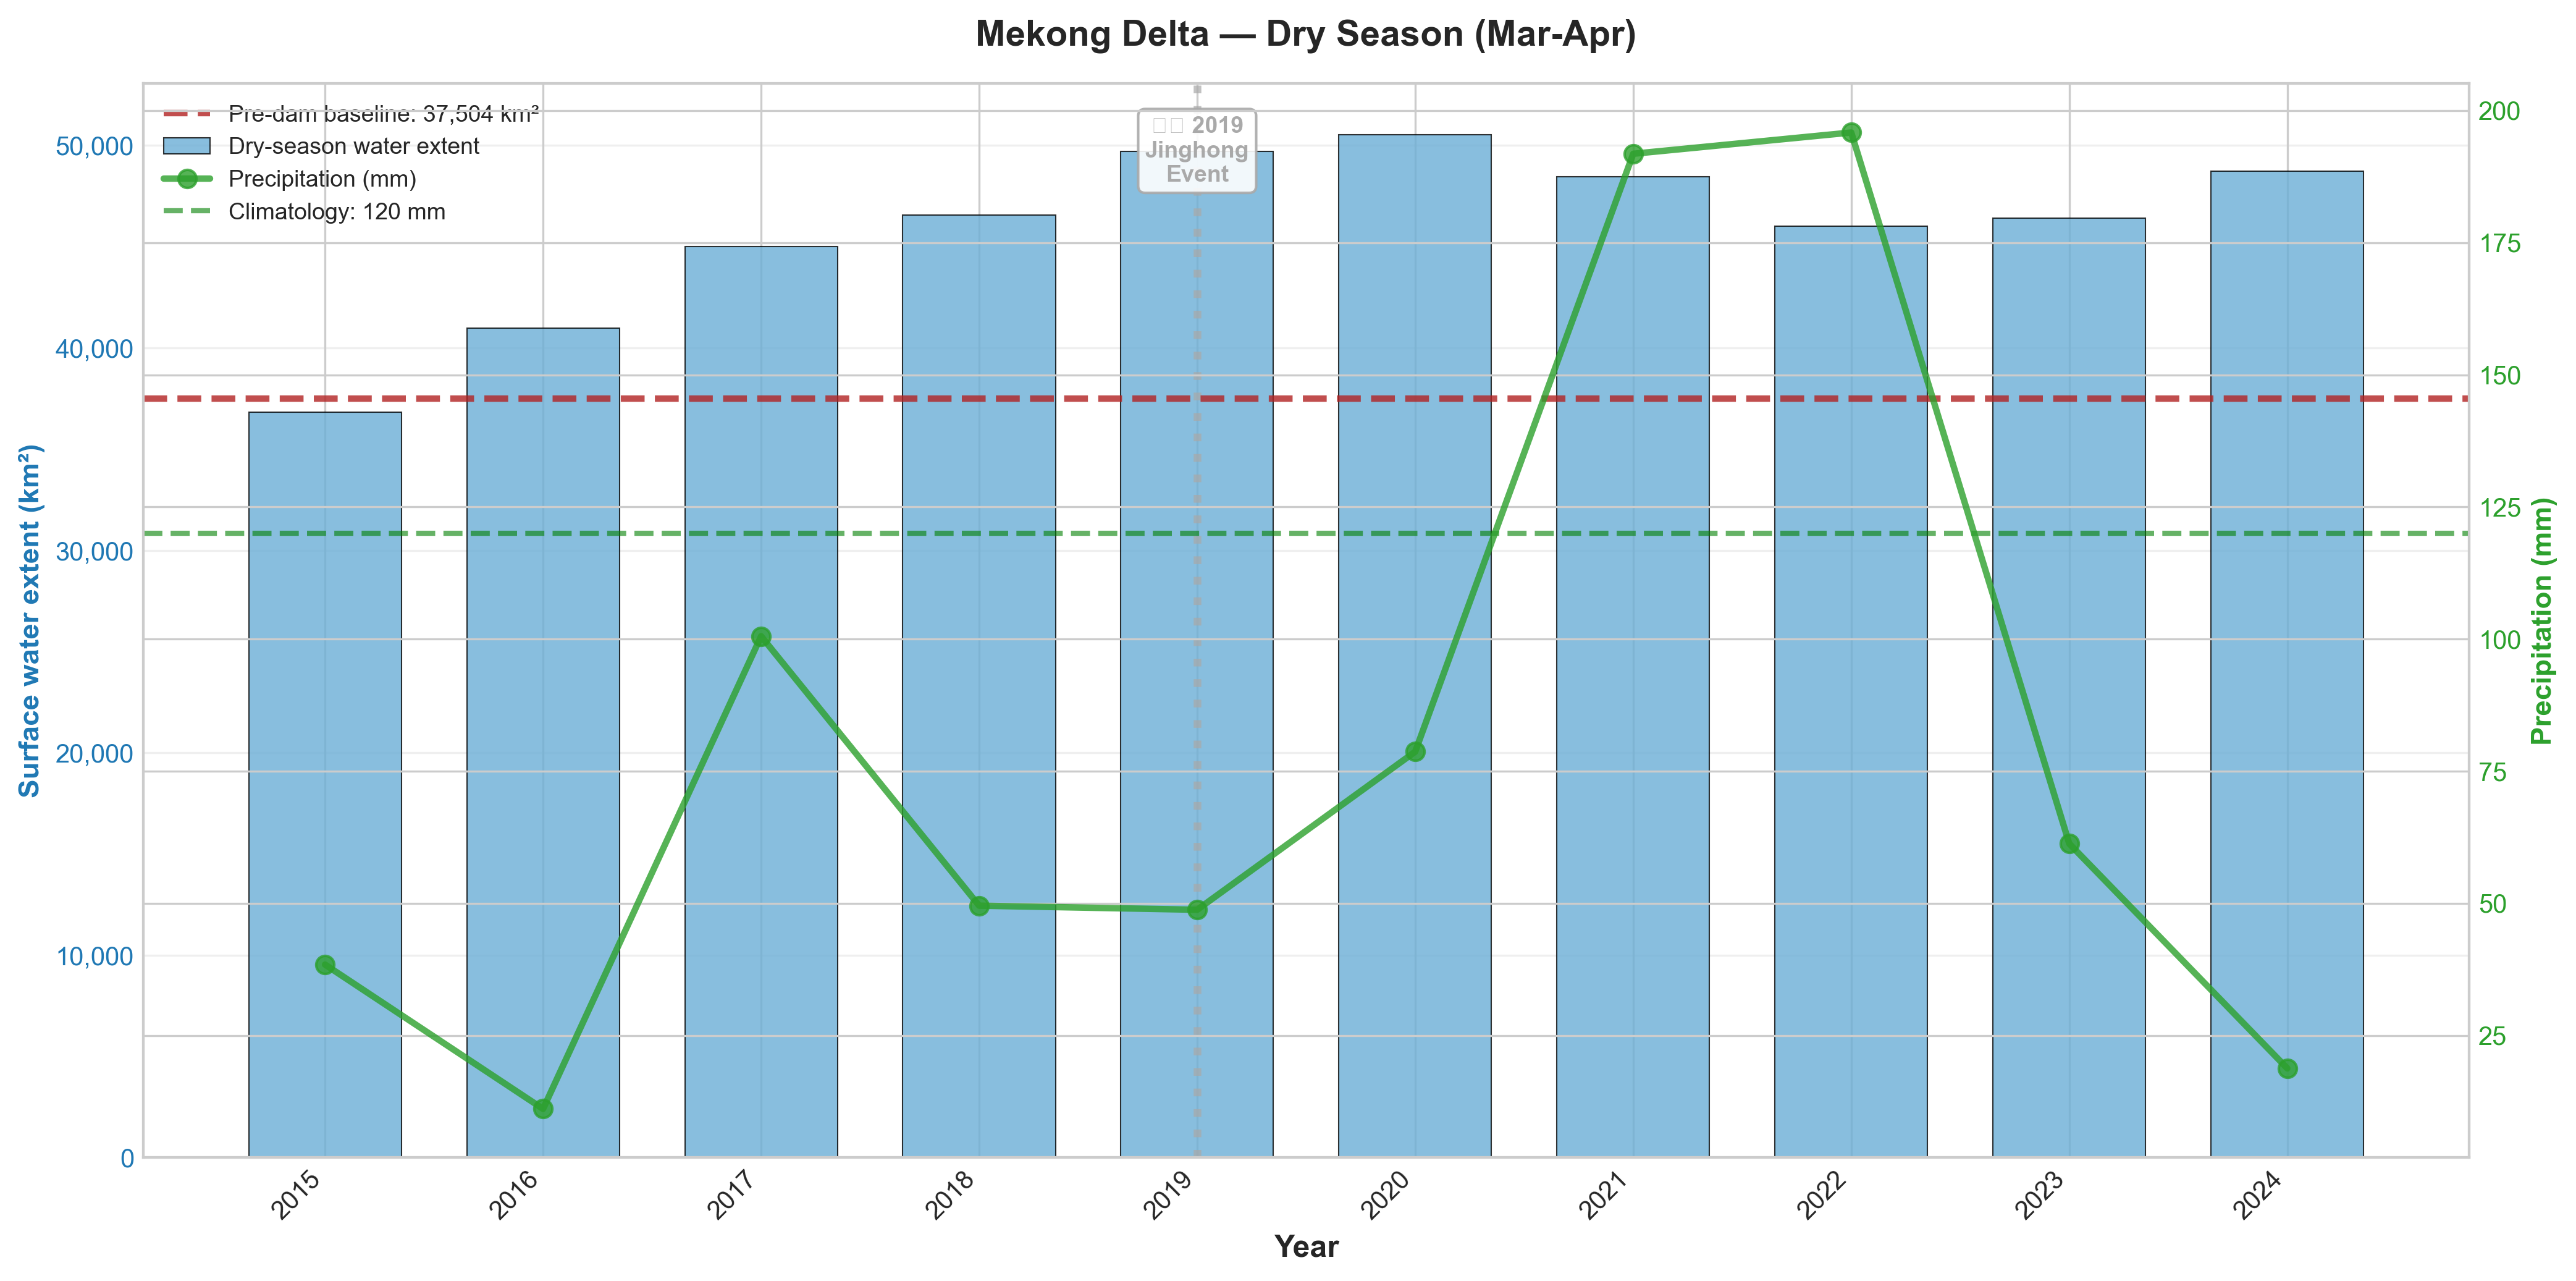 Mekong Delta — Dry Season (Mar-Apr)
Pre-dam baseline: 37,504 km²
Dry-season water extent
Precipitation (mm)
Climatology: 120 mm
2019
Jinghong
Event
Surface water extent (km²)
50,000
40,000
30,000
20,000
10,000
0
200
175
150
125
100
75
50
25
Precipitation (mm)
2015
2016
2017
2018
2019
2020
2021
2022
2023
2024
Year